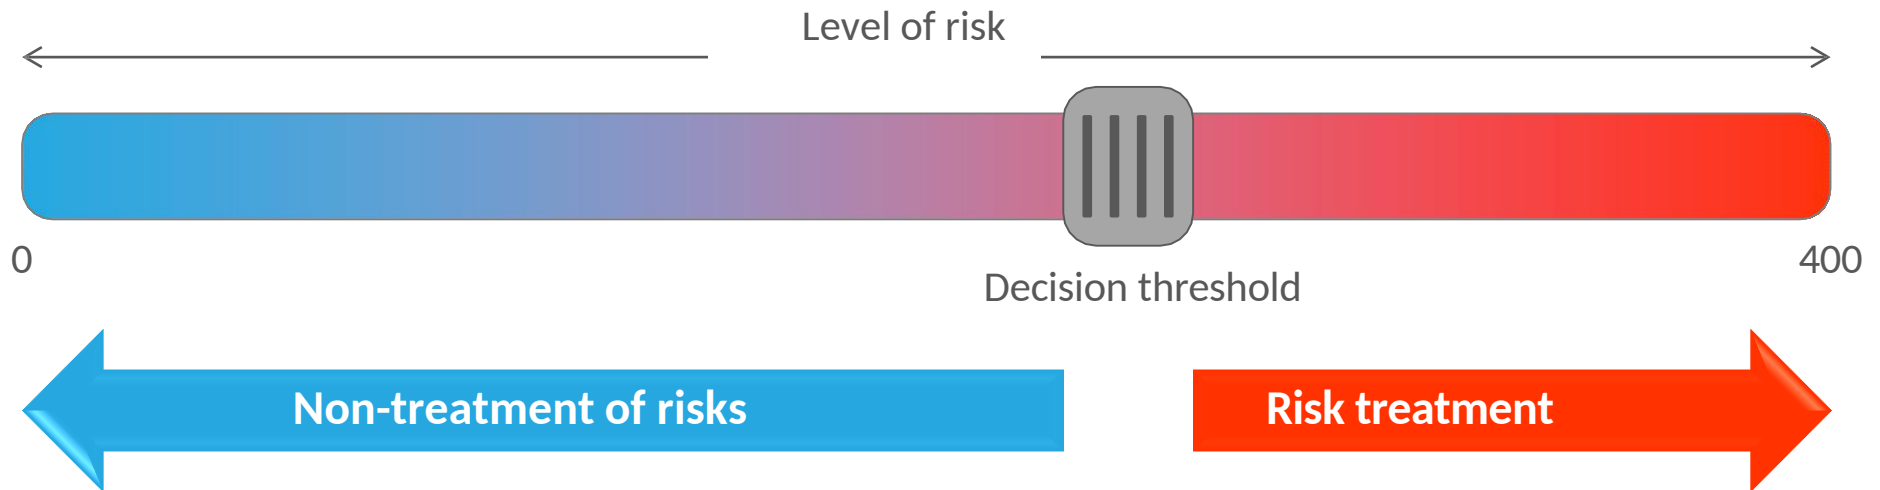 Level of risk
0
400
Decision threshold
Non-treatment of risks
Risk treatment